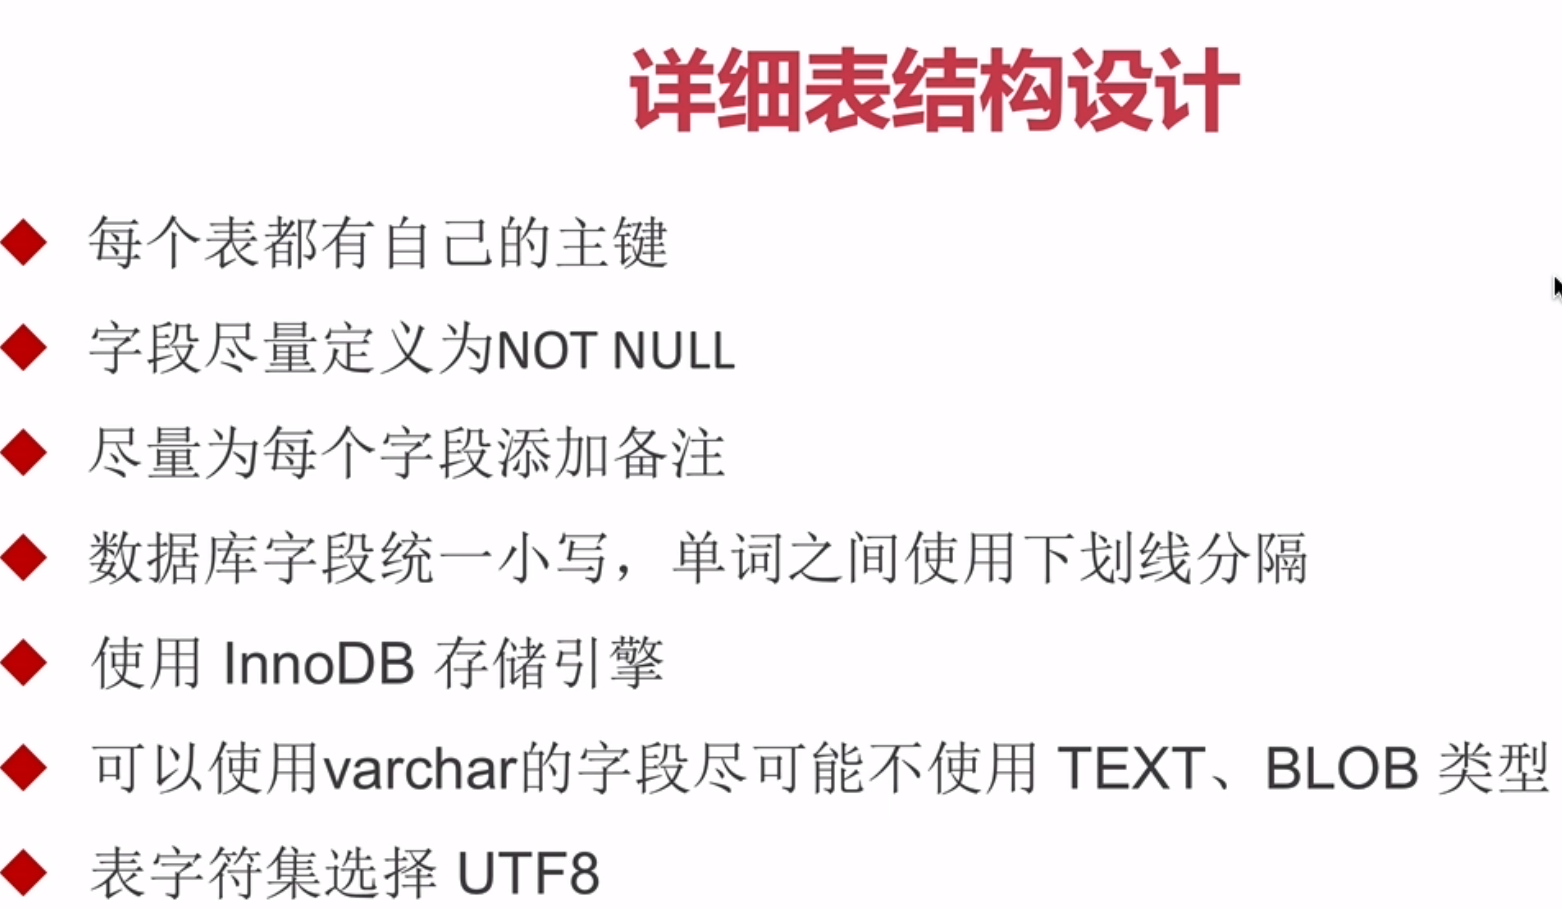 详细表结构设计
每个表都有自己的主键
字段尽量定义为NOT NULL
尽量为每个字段添加备注
数据库字段统一小写，单词之间使用下划线分隔
使用 InnoDB 存储引擎
可以使用varchar的字段尽可能不使用 TEXT、BLOB 类型
表字符集选择 UTF8